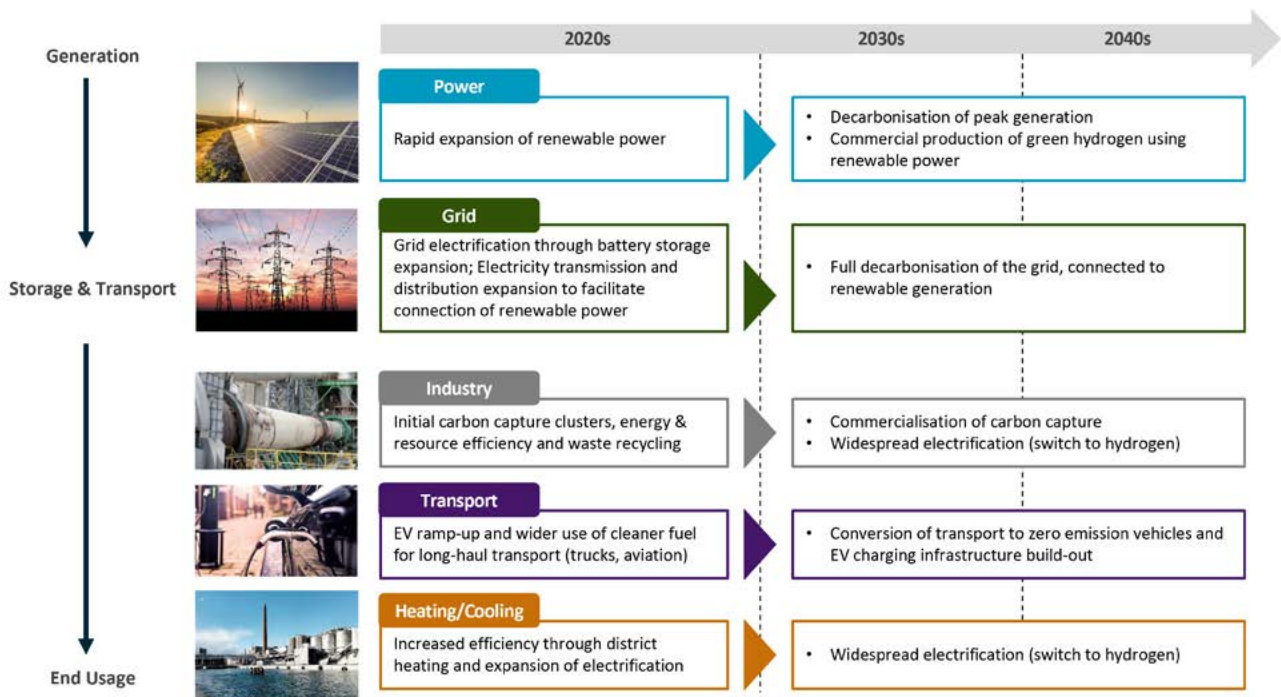 2020s
2030s
2040s
Generation
Power
Rapid expansion of renewable power
• Decarbonisation of peak generation
• Commercial production of green hydrogen using
renewable power
Storage & Transport
Grid
Grid electrification through battery storage
expansion; Electricity transmission and
distribution expansion to facilitate
connection of renewable power
• Full decarbonisation of the grid, connected to
renewable generation
Industry
Initial carbon capture clusters, energy &
resource efficiency and waste recycling
• Commercialisation of carbon capture
• Widespread electrification (switch to hydrogen)
Transport
EV ramp-up and wider use of cleaner fuel
for long-haul transport (trucks, aviation)
• Conversion of transport to zero emission vehicles and
EV charging infrastructure build-out
Heating/Cooling
Increased efficiency through district
heating and expansion of electrification
• Widespread electrification (switch to hydrogen)
End Usage